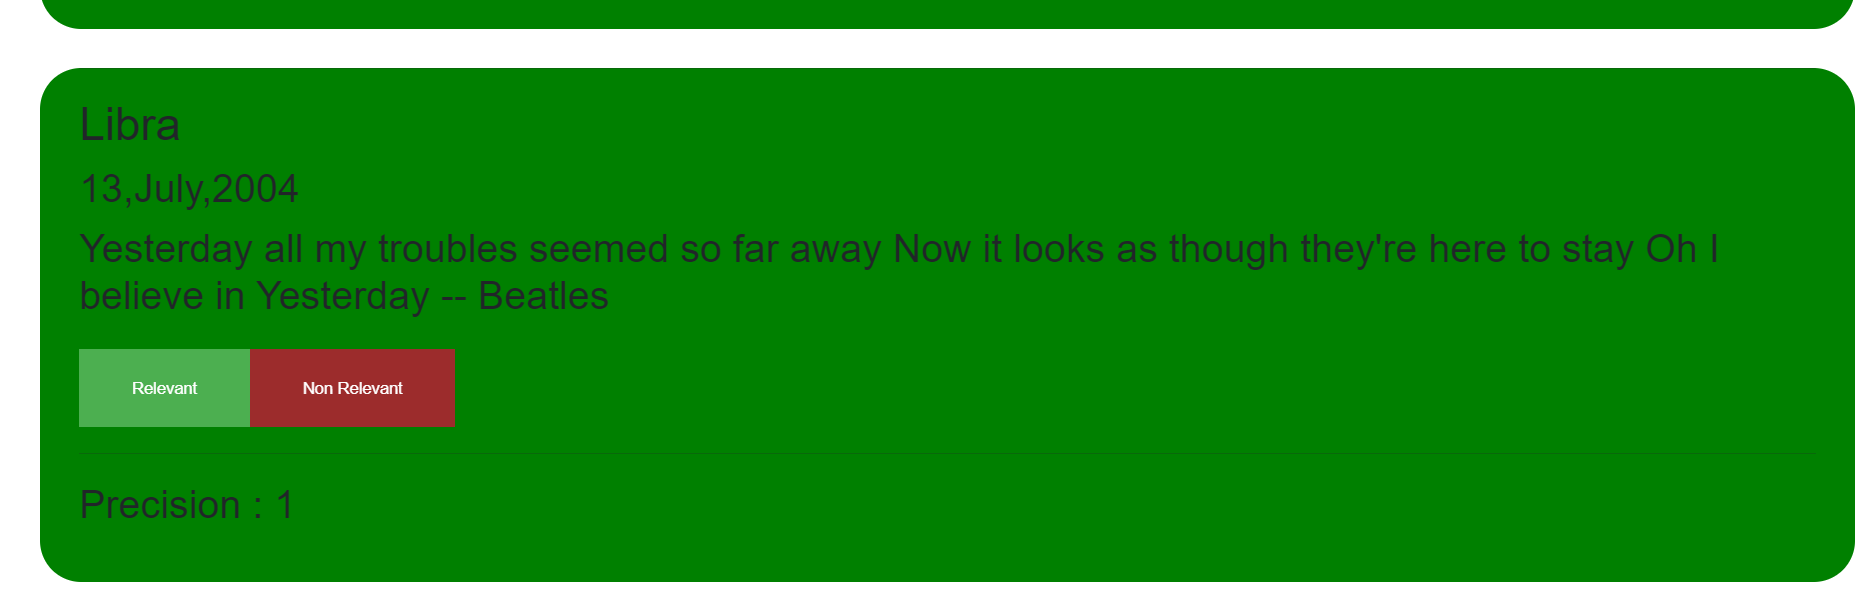 Libra
13,July,2004
Yesterday all my troubles seemed so far away Now it looks as though they're here to stay Oh I
believe in Yesterday -- Beatles
Relevant
Non Relevant
Precision : 1